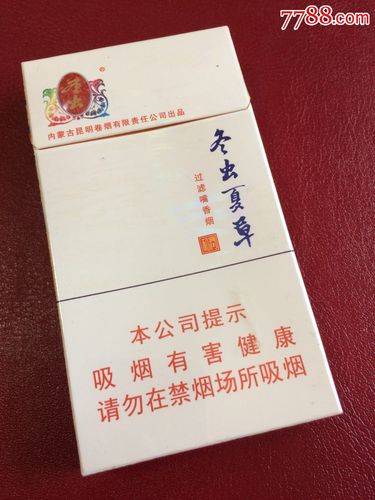 7788.com
冬虫
®
内蒙古昆明卷烟有限责任公司出品
冬虫夏草
过滤嘴香烟
本公司提示
吸烟有害健康
请勿在禁烟场所吸烟